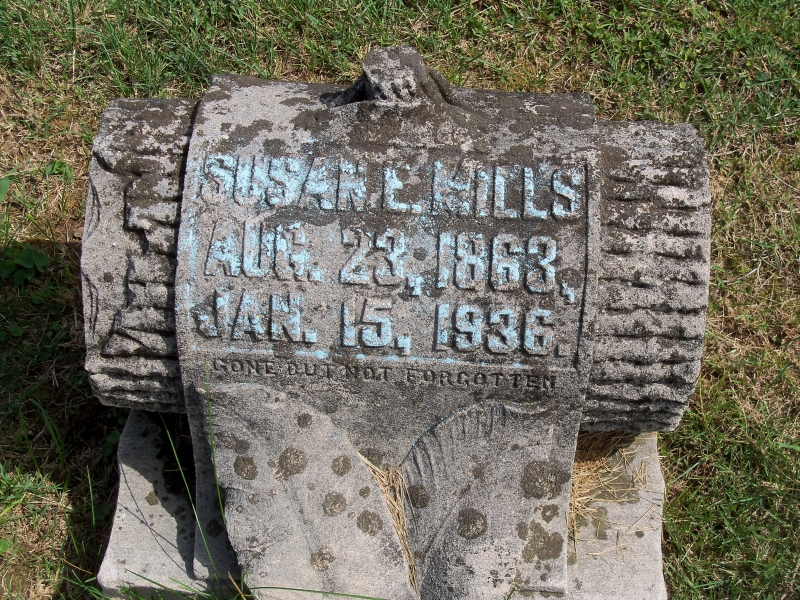 SUSAN E. MILLS
AUG. 23, 1863,
JAN. 15, 1936.
GONE BUT NOT FORGOTTEN